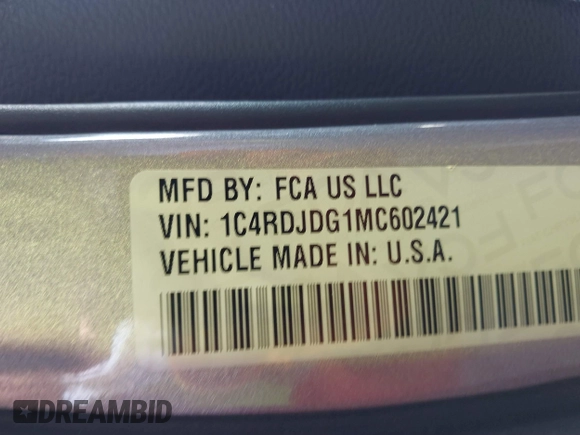 MFD BY: FCA US LLC
VIN: 1C4RDJDG1MC602421
VEHICLE MADE IN: U.S.A.
DREAMBID